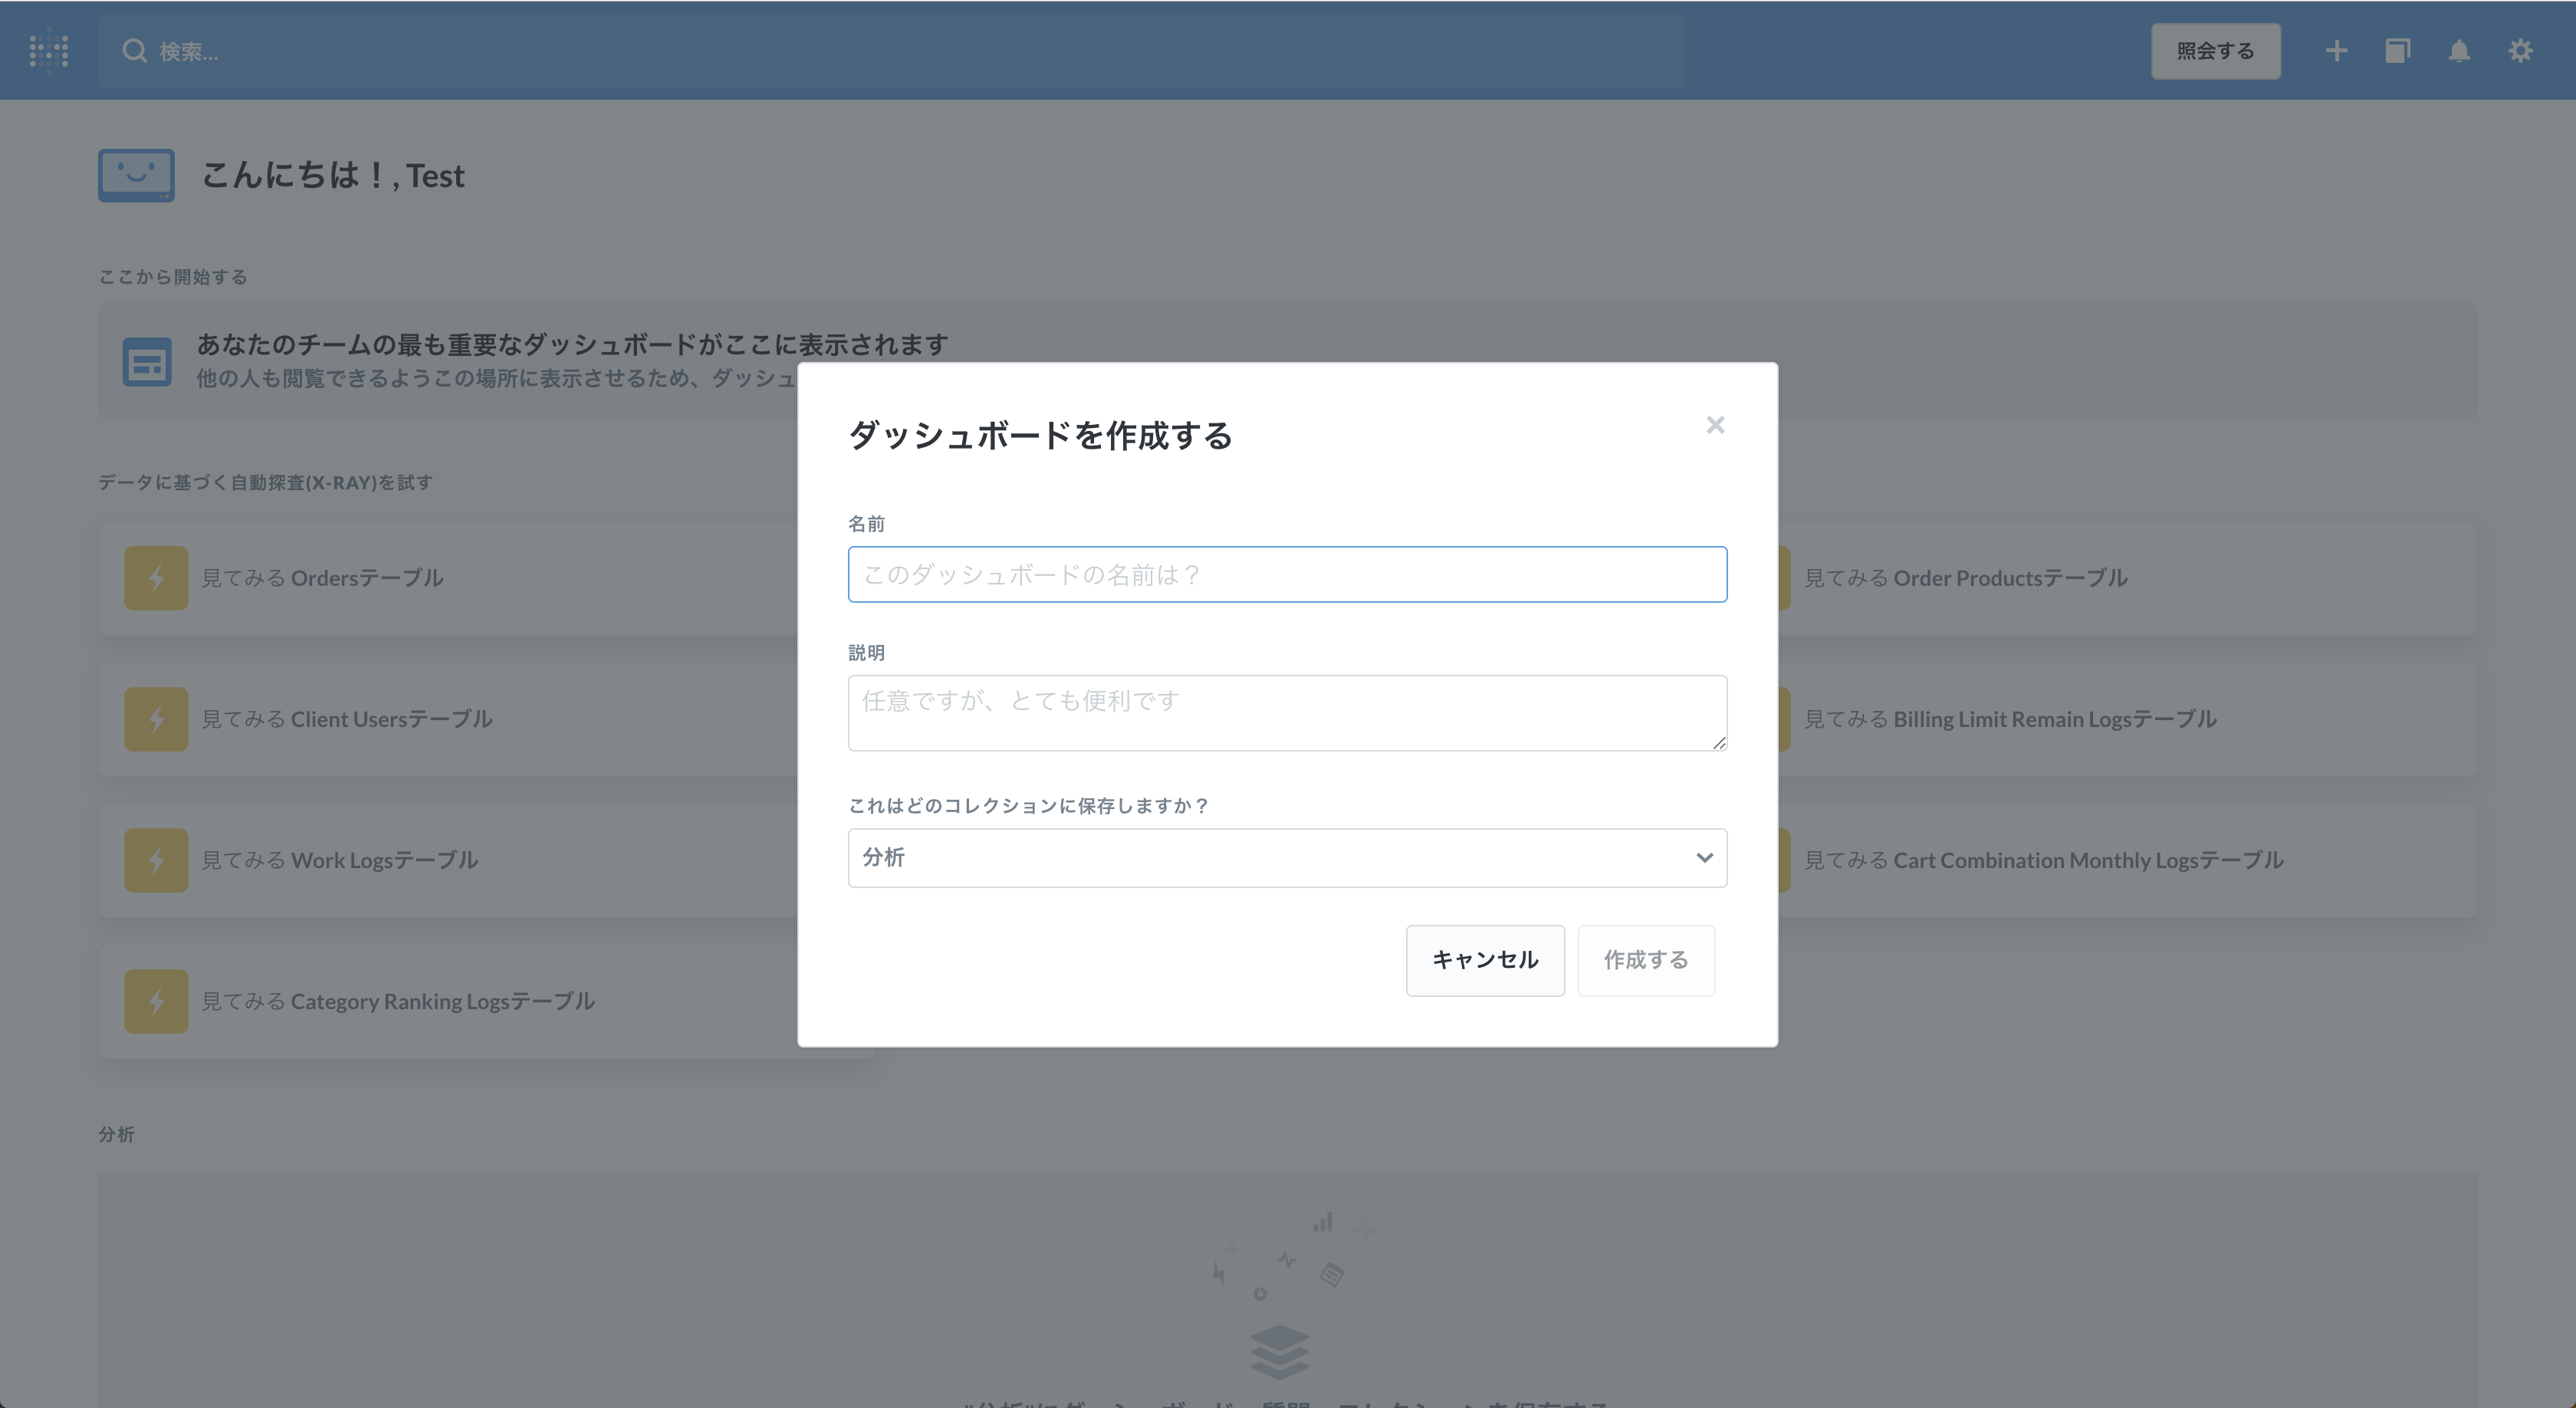 検索...
照会する
こんにちは！, Test
ここから開始する
あなたのチームの最も重要なダッシュボードがここに表示されます
他の人も閲覧できるようこの場所に表示させるため、ダッシュ
データに基づく自動探査(X-RAY)を試す
見てみる Ordersテーブル
見てみる Order Productsテーブル
見てみる Client Usersテーブル
見てみる Billing Limit Remain Logsテーブル
見てみる Work Logsテーブル
見てみる Cart Combination Monthly Logsテーブル
見てみる Category Ranking Logsテーブル
ダッシュボードを作成する
名前
このダッシュボードの名前は？
説明
任意ですが、とても便利です
これはどのコレクションに保存しますか？
分析
キャンセル
作成する
分析